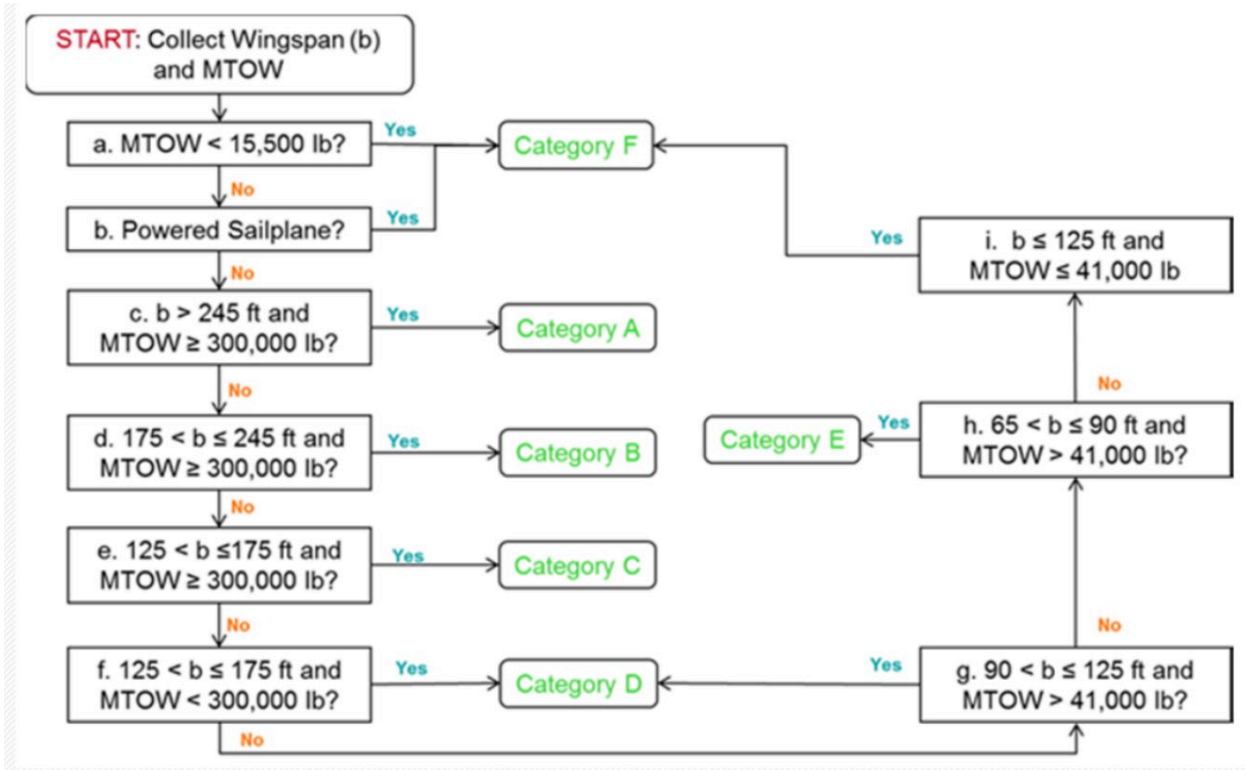 START: Collect Wingspan (b)
and MTOW
a. MTOW < 15,500 lb?
Yes
Category F
No
b. Powered Sailplane?
Yes
No
c. b > 245 ft and
MTOW ≥ 300,000 lb?
Yes
Category A
No
d. 175 < b ≤ 245 ft and
MTOW ≥ 300,000 lb?
Yes
Category B
No
e. 125 < b ≤175 ft and
MTOW ≥ 300,000 lb?
Yes
Category C
No
f. 125 < b ≤ 175 ft and
MTOW < 300,000 lb?
Yes
Category D
No
g. 90 < b ≤ 125 ft and
MTOW > 41,000 lb?
Yes
No
h. 65 < b ≤ 90 ft and
MTOW > 41,000 lb?
Yes
Category E
No
i. b ≤ 125 ft and
MTOW ≤ 41,000 lb
Yes